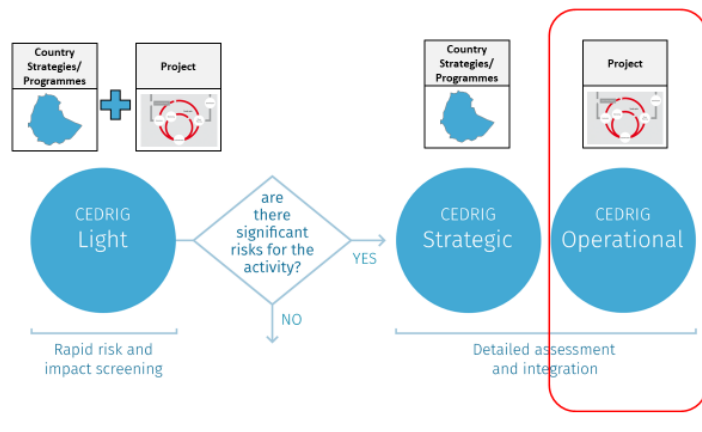 Country
Strategies/
Programmes
Project
Country
Strategies/
Programmes
Project
CEDRIG
Light
are
there
significant
risks for the
activity?
YES
NO
CEDRIG
Strategic
CEDRIG
Operational
Rapid risk and
impact screening
Detailed assessment
and integration